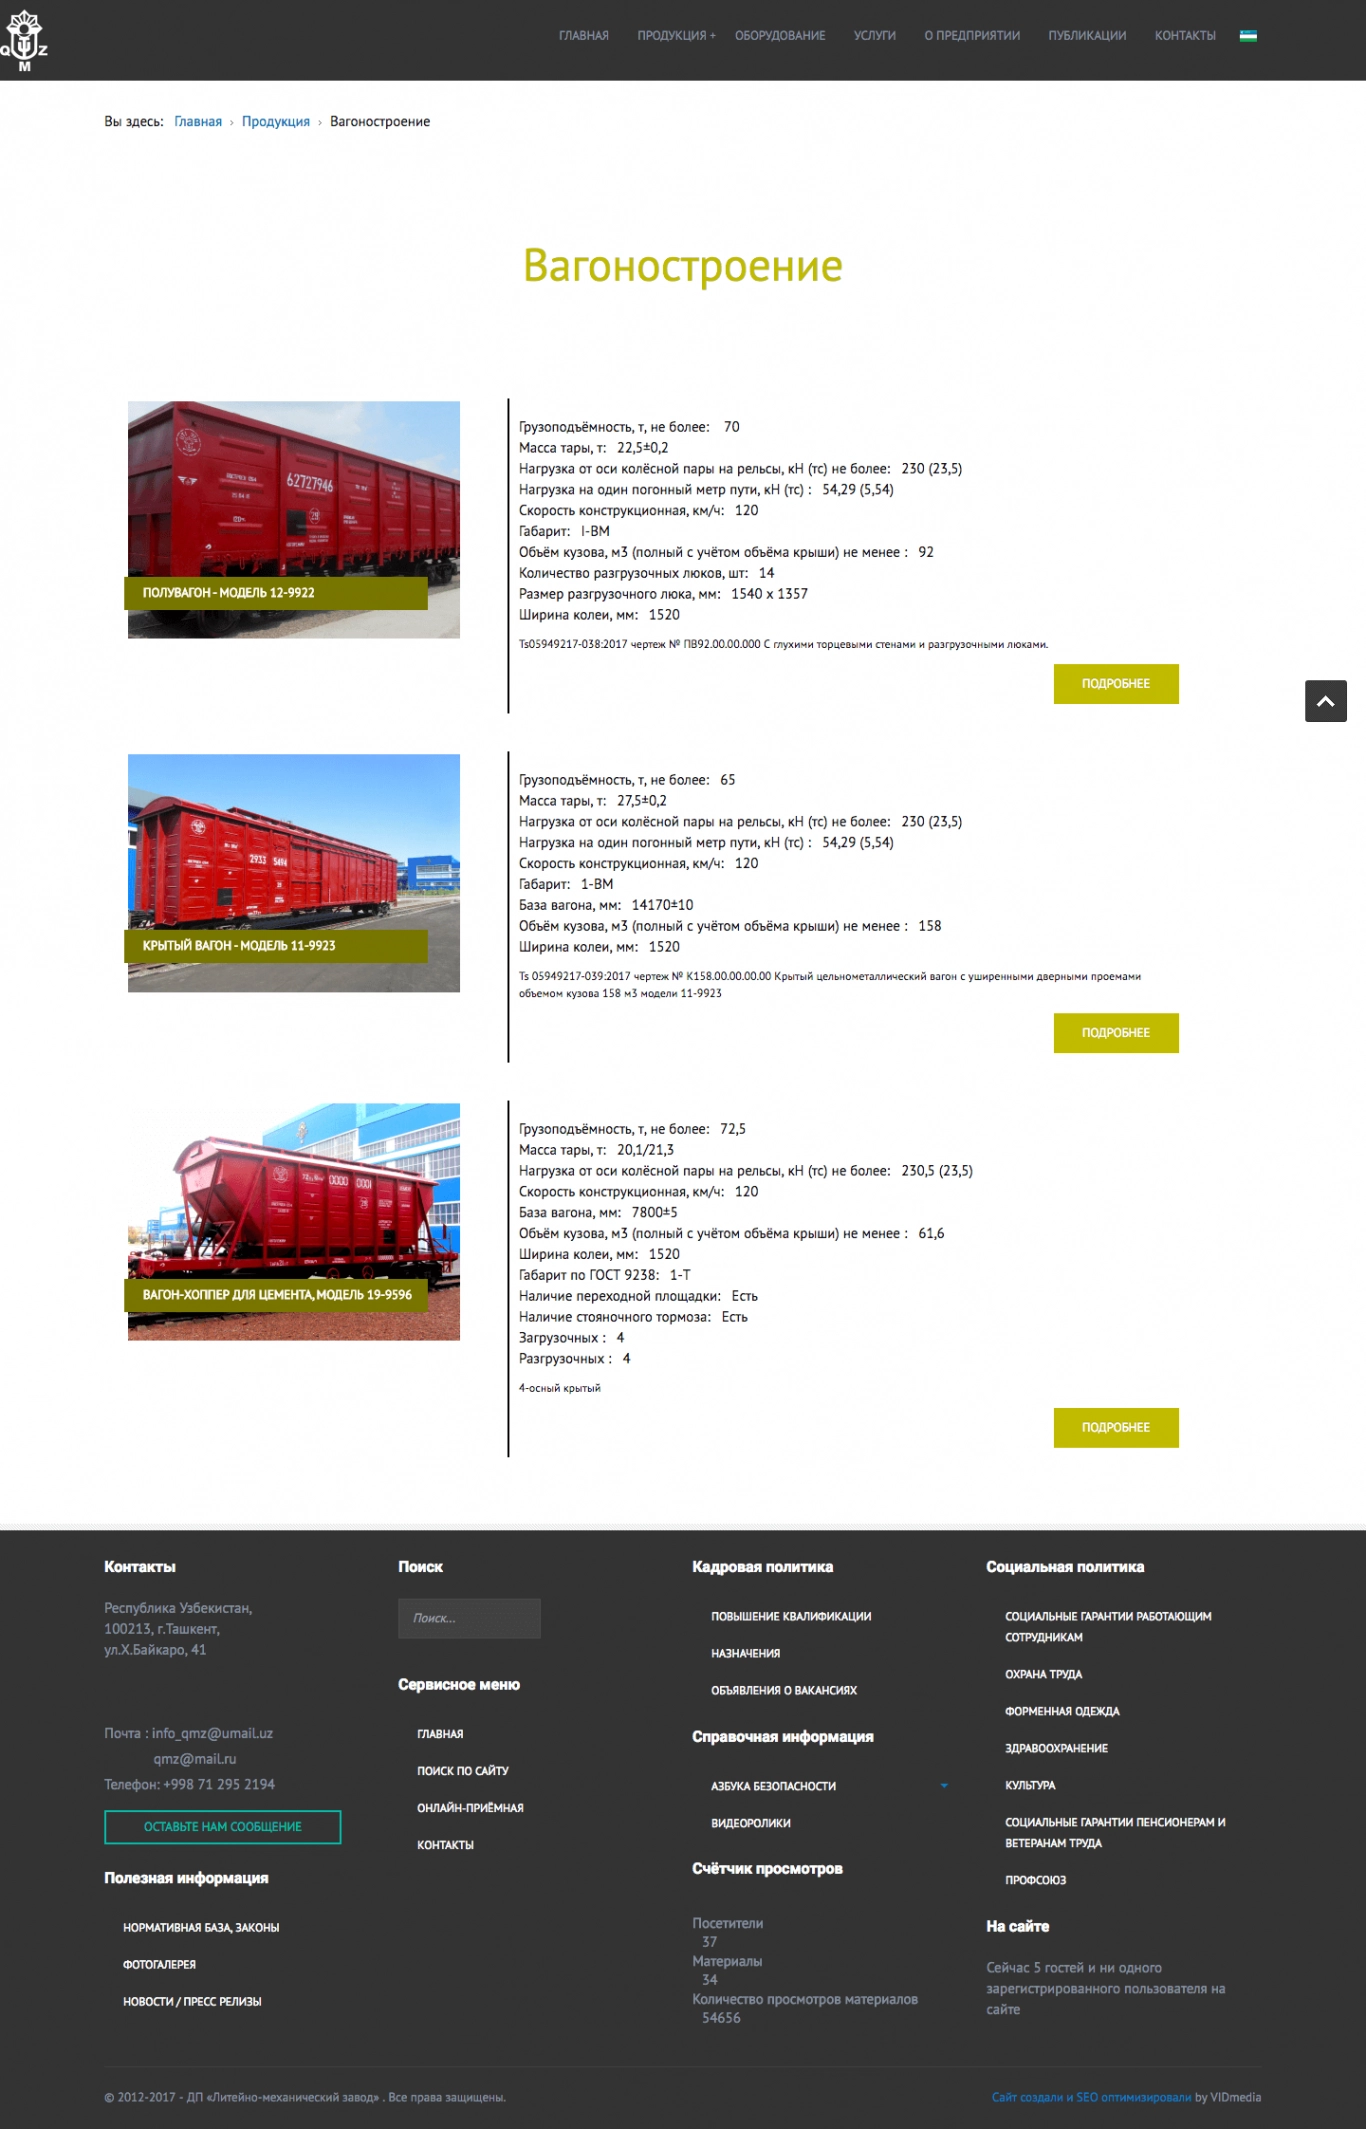 Q Z
M
ГЛАВНАЯ ПРОДУКЦИЯ + ОБОРУДОВАНИЕ УСЛУГИ О ПРЕДПРИЯТИИ ПУБЛИКАЦИИ КОНТАКТЫ
Вы здесь: Главная › Продукция › Вагоностроение
Вагоностроение
62727946
ПОЛУВАГОН - МОДЕЛЬ 12-9922
Грузоподъёмность, т, не более: 70
Масса тары, т: 22,5±0,2
Нагрузка от оси колёсной пары на рельсы, кН (тс) не более: 230 (23,5)
Нагрузка на один погонный метр пути, кН (тс) : 54,29 (5,54)
Скорость конструкционная, км/ч: 120
Габарит: I-ВМ
Объём кузова, м3 (полный с учётом объёма крыши) не менее : 92
Количество разгрузочных люков, шт: 14
Размер разгрузочного люка, мм: 1540 х 1357
Ширина колеи, мм: 1520
Ts05949217-038:2017 чертеж № ПВ92.00.00.000 С глухими торцевыми стенами и разгрузочными люками.
ПОДРОБНЕЕ
2933 5494
КРЫТЫЙ ВАГОН - МОДЕЛЬ 11-9923
Грузоподъёмность, т, не более: 65
Масса тары, т: 27,5±0,2
Нагрузка от оси колёсной пары на рельсы, кН (тс) не более: 230 (23,5)
Нагрузка на один погонный метр пути, кН (тс) : 54,29 (5,54)
Скорость конструкционная, км/ч: 120
Габарит: 1-ВМ
База вагона, мм: 14170±10
Объём кузова, м3 (полный с учётом объёма крыши) не менее : 158
Ширина колеи, мм: 1520
Ts 05949217-039:2017 чертеж № К158.00.00.00.00 Крытый цельнометаллический вагон с уширенными дверными проемами
объемом кузова 158 м3 модели 11-9923
ПОДРОБНЕЕ
0000 0001
ВАГОН-ХОППЕР ДЛЯ ЦЕМЕНТА, МОДЕЛЬ 19-9596
Грузоподъёмность, т, не более: 72,5
Масса тары, т: 20,1/21,3
Нагрузка от оси колёсной пары на рельсы, кН (тс) не более: 230,5 (23,5)
Скорость конструкционная, км/ч: 120
База вагона, мм: 7800±5
Объём кузова, м3 (полный с учётом объёма крыши) не менее : 61,6
Ширина колеи, мм: 1520
Габарит по ГОСТ 9238: 1-Т
Наличие переходной площадки: Есть
Наличие стояночного тормоза: Есть
Загрузочных : 4
Разгрузочных : 4
4-осный крытый
ПОДРОБНЕЕ
Контакты
Республика Узбекистан,
100213, г.Ташкент,
ул.Х.Байкаро, 41
Почта : info_qmz@umail.uz
qmz@mail.ru
Телефон: +998 71 295 2194
ОСТАВЬТЕ НАМ СООБЩЕНИЕ
Полезная информация
НОРМАТИВНАЯ БАЗА, ЗАКОНЫ
ФОТОГАЛЕРЕЯ
НОВОСТИ / ПРЕСС РЕЛИЗЫ
Поиск
Поиск...
Сервисное меню
ГЛАВНАЯ
ПОИСК ПО САЙТУ
ОНЛАЙН-ПРИЁМНАЯ
КОНТАКТЫ
Кадровая политика
ПОВЫШЕНИЕ КВАЛИФИКАЦИИ
НАЗНАЧЕНИЯ
ОБЪЯВЛЕНИЯ О ВАКАНСИЯХ
Справочная информация
АЗБУКА БЕЗОПАСНОСТИ
ВИДЕОРОЛИКИ
Счётчик просмотров
Посетители
37
Материалы
34
Количество просмотров материалов
54656
Социальная политика
СОЦИАЛЬНЫЕ ГАРАНТИИ РАБОТАЮЩИМ
СОТРУДНИКАМ
ОХРАНА ТРУДА
ФОРМЕННАЯ ОДЕЖДА
ЗДРАВООХРАНЕНИЕ
КУЛЬТУРА
СОЦИАЛЬНЫЕ ГАРАНТИИ ПЕНСИОНЕРАМ И
ВЕТЕРАНАМ ТРУДА
ПРОФСОЮЗ
На сайте
Сейчас 5 гостей и ни одного
зарегистрированного пользователя на
сайте
© 2012-2017 - ДП «Литейно-механический завод» . Все права защищены.
Сайт создали и SEO оптимизировали by VIDmedia